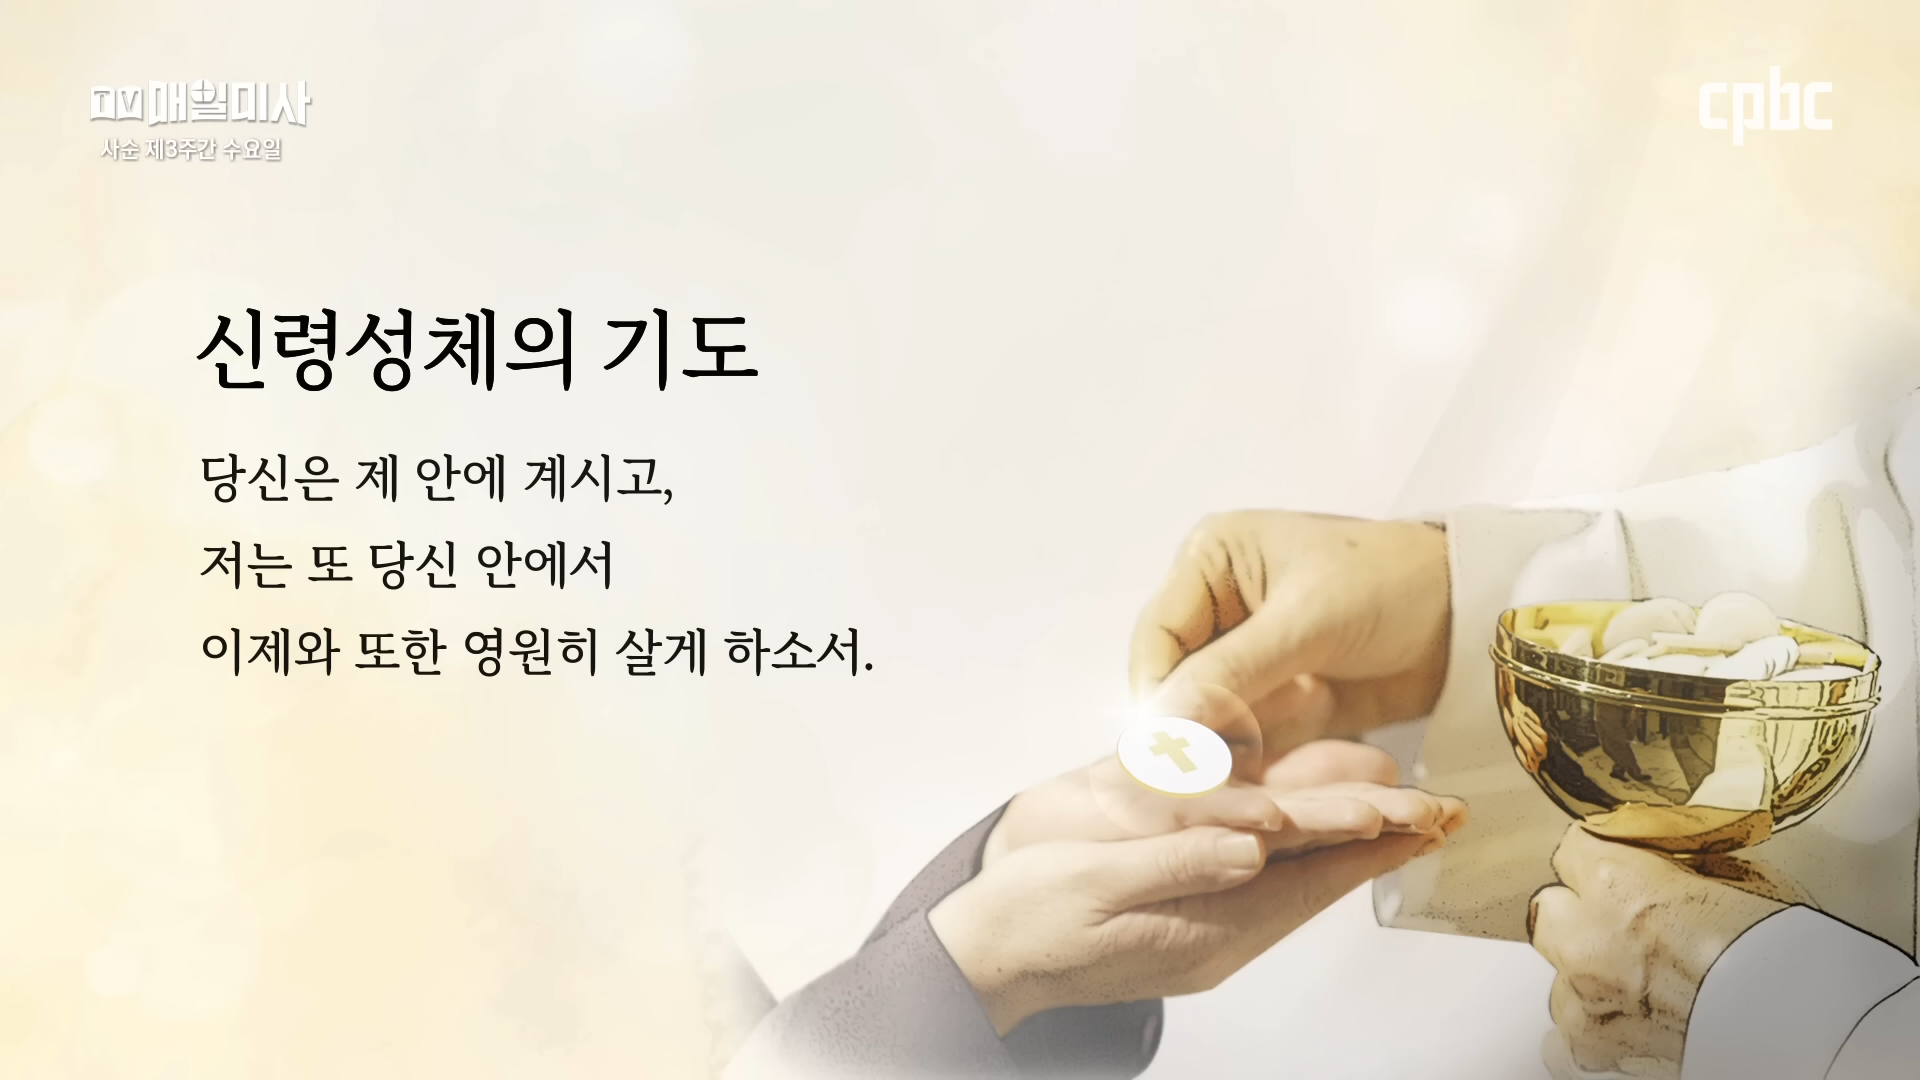 TV매일미사
사순 제3주간 수요일
cpbc
신령성체의 기도
당신은 제 안에 계시고,
저는 또 당신 안에서
이제와 또한 영원히 살게 하소서.